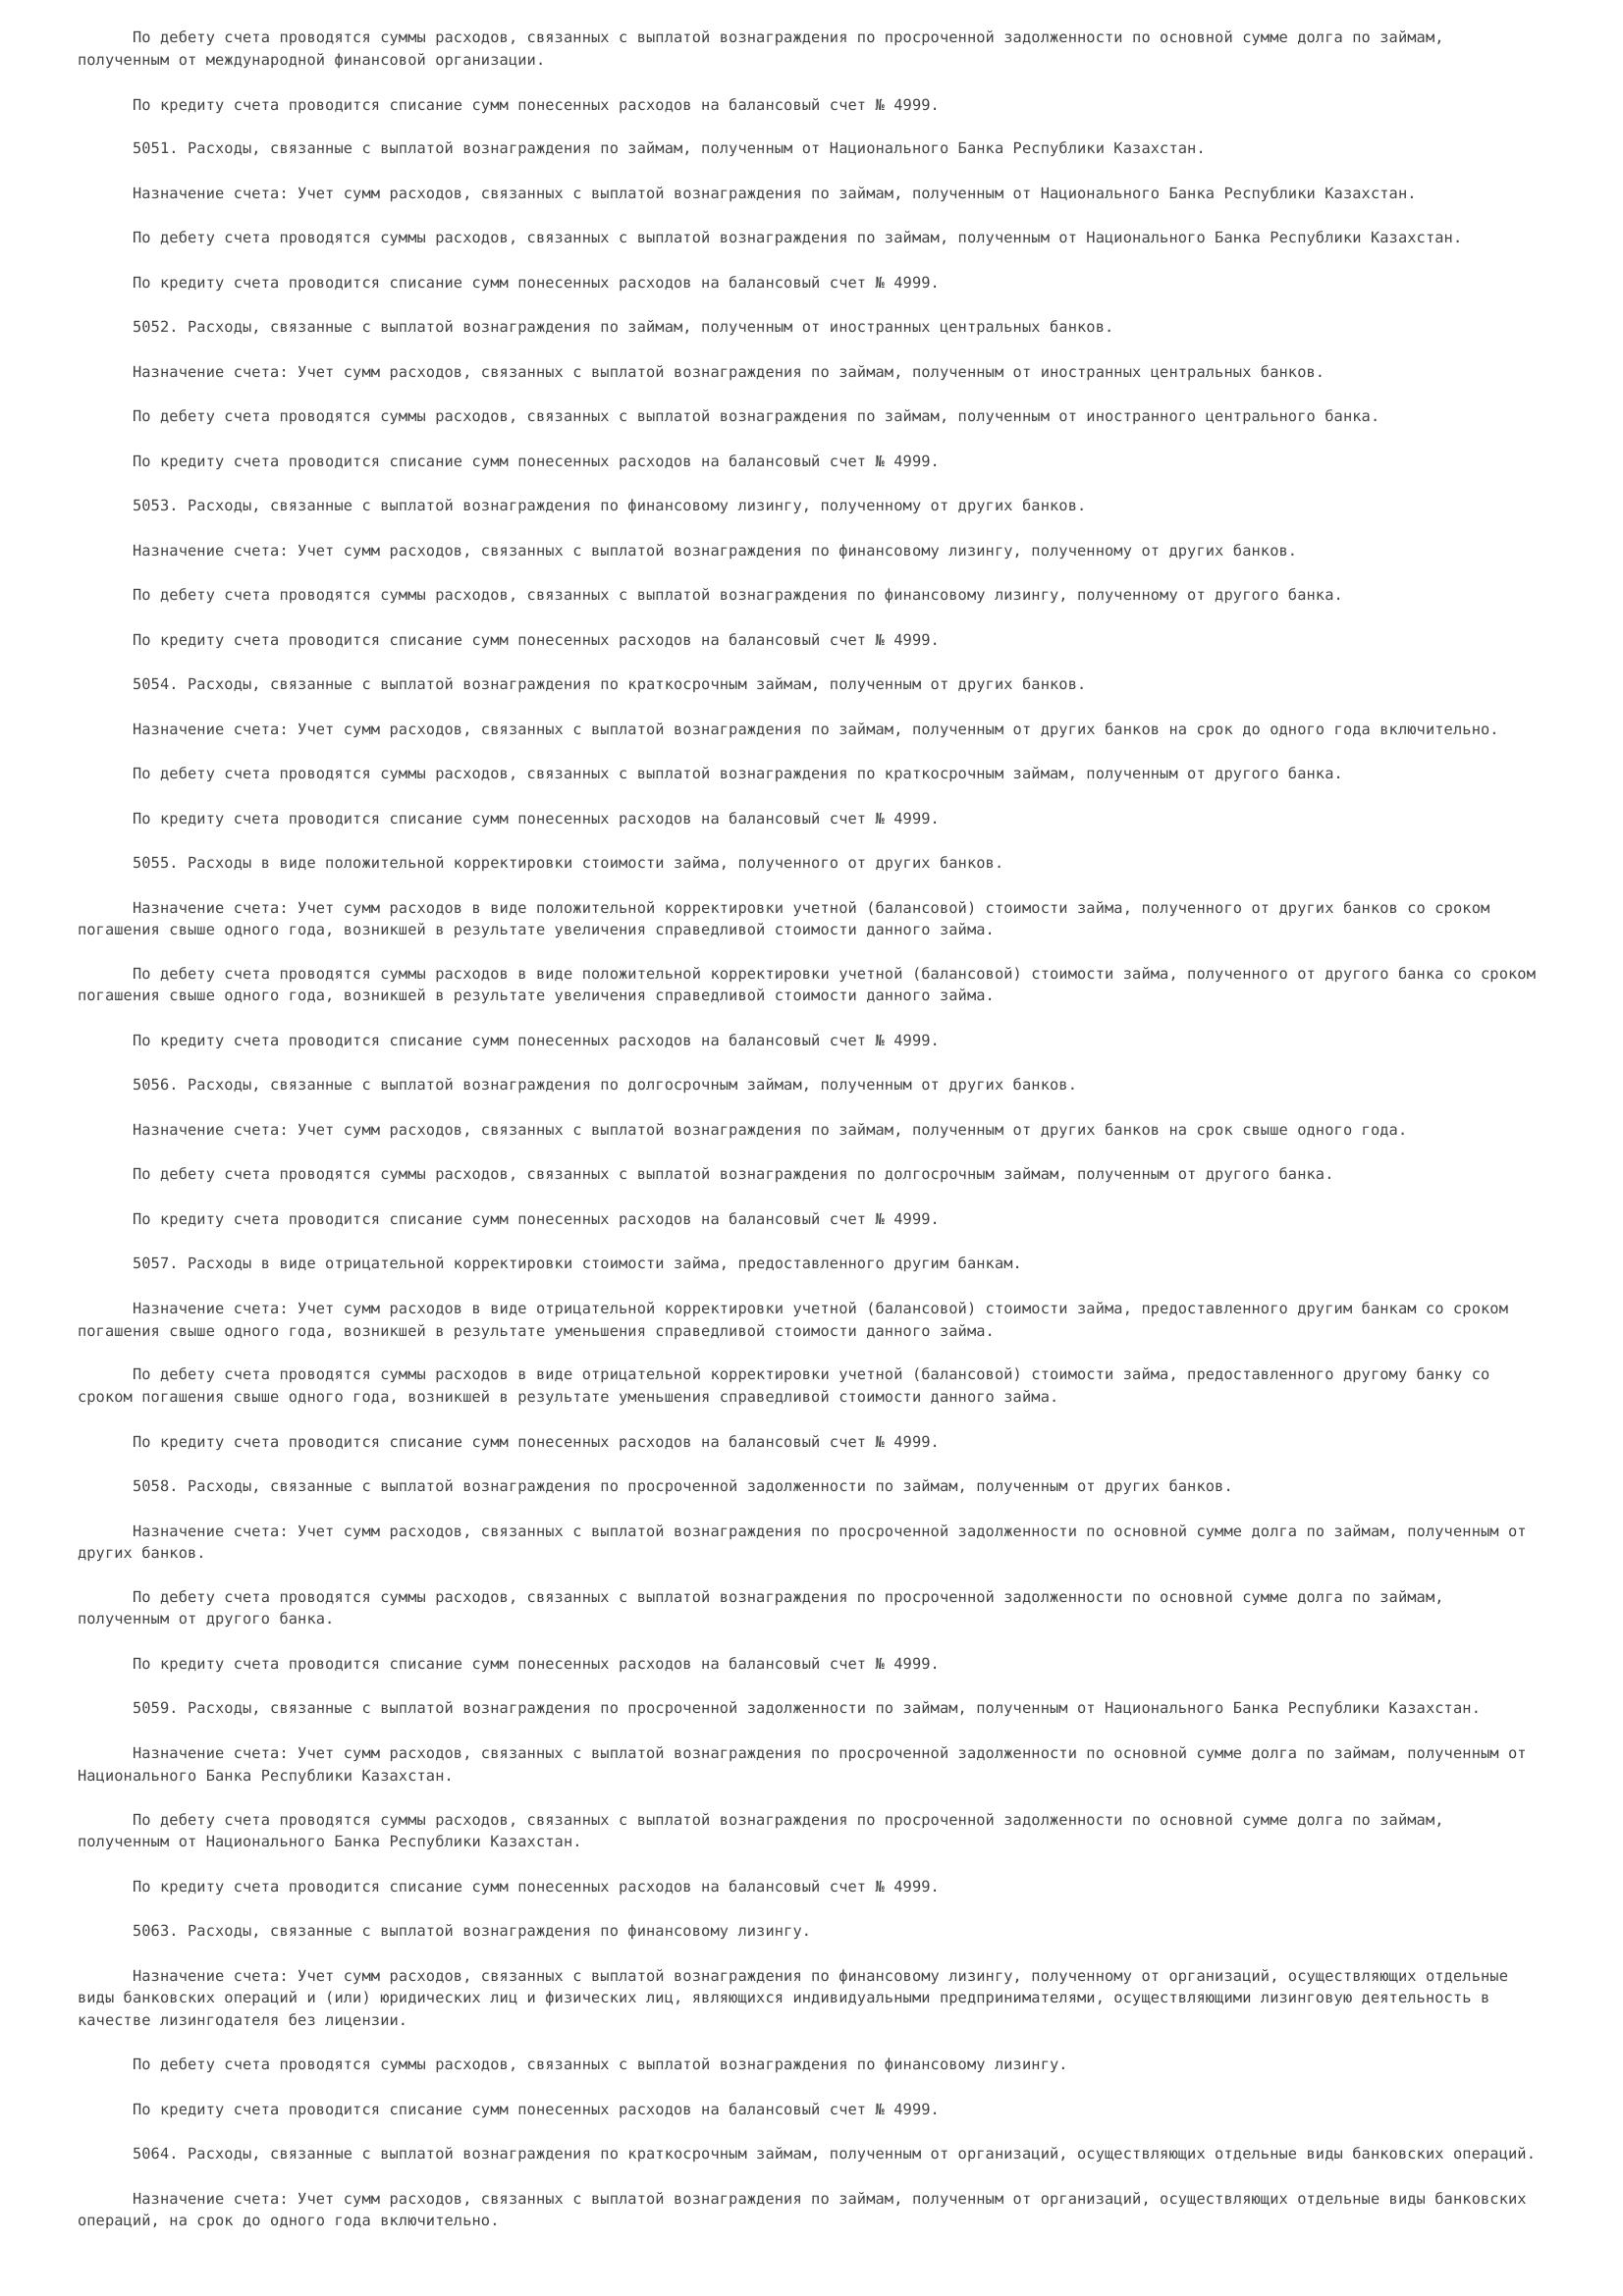 По дебету счета проводятся суммы расходов, связанных с выплатой вознаграждения по просроченной задолженности по основной сумме долга по займам,
полученным от международной финансовой организации.
По кредиту счета проводится списание сумм понесенных расходов на балансовый счет № 4999.
5051. Расходы, связанные с выплатой вознаграждения по займам, полученным от Национального Банка Республики Казахстан.
Назначение счета: Учет сумм расходов, связанных с выплатой вознаграждения по займам, полученным от Национального Банка Республики Казахстан.
По дебету счета проводятся суммы расходов, связанных с выплатой вознаграждения по займам, полученным от Национального Банка Республики Казахстан.
По кредиту счета проводится списание сумм понесенных расходов на балансовый счет № 4999.
5052. Расходы, связанные с выплатой вознаграждения по займам, полученным от иностранных центральных банков.
Назначение счета: Учет сумм расходов, связанных с выплатой вознаграждения по займам, полученным от иностранных центральных банков.
По дебету счета проводятся суммы расходов, связанных с выплатой вознаграждения по займам, полученным от иностранного центрального банка.
По кредиту счета проводится списание сумм понесенных расходов на балансовый счет № 4999.
5053. Расходы, связанные с выплатой вознаграждения по финансовому лизингу, полученному от других банков.
Назначение счета: Учет сумм расходов, связанных с выплатой вознаграждения по финансовому лизингу, полученному от других банков.
По дебету счета проводятся суммы расходов, связанных с выплатой вознаграждения по финансовому лизингу, полученному от другого банка.
По кредиту счета проводится списание сумм понесенных расходов на балансовый счет № 4999.
5054. Расходы, связанные с выплатой вознаграждения по краткосрочным займам, полученным от других банков.
Назначение счета: Учет сумм расходов, связанных с выплатой вознаграждения по займам, полученным от других банков на срок до одного года включительно.
По дебету счета проводятся суммы расходов, связанных с выплатой вознаграждения по краткосрочным займам, полученным от другого банка.
По кредиту счета проводится списание сумм понесенных расходов на балансовый счет № 4999.
5055. Расходы в виде положительной корректировки стоимости займа, полученного от других банков.
Назначение счета: Учет сумм расходов в виде положительной корректировки учетной (балансовой) стоимости займа, полученного от других банков со сроком
погашения свыше одного года, возникшей в результате увеличения справедливой стоимости данного займа.
По дебету счета проводятся суммы расходов в виде положительной корректировки учетной (балансовой) стоимости займа, полученного от другого банка со сроком
погашения свыше одного года, возникшей в результате увеличения справедливой стоимости данного займа.
По кредиту счета проводится списание сумм понесенных расходов на балансовый счет № 4999.
5056. Расходы, связанные с выплатой вознаграждения по долгосрочным займам, полученным от других банков.
Назначение счета: Учет сумм расходов, связанных с выплатой вознаграждения по займам, полученным от других банков на срок свыше одного года.
По дебету счета проводятся суммы расходов, связанных с выплатой вознаграждения по долгосрочным займам, полученным от другого банка.
По кредиту счета проводится списание сумм понесенных расходов на балансовый счет № 4999.
5057. Расходы в виде отрицательной корректировки стоимости займа, предоставленного другим банкам.
Назначение счета: Учет сумм расходов в виде отрицательной корректировки учетной (балансовой) стоимости займа, предоставленного другим банкам со сроком
погашения свыше одного года, возникшей в результате уменьшения справедливой стоимости данного займа.
По дебету счета проводятся суммы расходов в виде отрицательной корректировки учетной (балансовой) стоимости займа, предоставленного другому банку со
сроком погашения свыше одного года, возникшей в результате уменьшения справедливой стоимости данного займа.
По кредиту счета проводится списание сумм понесенных расходов на балансовый счет № 4999.
5058. Расходы, связанные с выплатой вознаграждения по просроченной задолженности по займам, полученным от других банков.
Назначение счета: Учет сумм расходов, связанных с выплатой вознаграждения по просроченной задолженности по основной сумме долга по займам, полученным от
других банков.
По дебету счета проводятся суммы расходов, связанных с выплатой вознаграждения по просроченной задолженности по основной сумме долга по займам,
полученным от другого банка.
По кредиту счета проводится списание сумм понесенных расходов на балансовый счет № 4999.
5059. Расходы, связанные с выплатой вознаграждения по просроченной задолженности по займам, полученным от Национального Банка Республики Казахстан.
Назначение счета: Учет сумм расходов, связанных с выплатой вознаграждения по просроченной задолженности по основной сумме долга по займам, полученным от
Национального Банка Республики Казахстан.
По дебету счета проводятся суммы расходов, связанных с выплатой вознаграждения по просроченной задолженности по основной сумме долга по займам,
полученным от Национального Банка Республики Казахстан.
По кредиту счета проводится списание сумм понесенных расходов на балансовый счет № 4999.
5063. Расходы, связанные с выплатой вознаграждения по финансовому лизингу.
Назначение счета: Учет сумм расходов, связанных с выплатой вознаграждения по финансовому лизингу, полученному от организаций, осуществляющих отдельные
виды банковских операций и (или) юридических лиц и физических лиц, являющихся индивидуальными предпринимателями, осуществляющими лизинговую деятельность в
качестве лизингодателя без лицензии.
По дебету счета проводятся суммы расходов, связанных с выплатой вознаграждения по финансовому лизингу.
По кредиту счета проводится списание сумм понесенных расходов на балансовый счет № 4999.
5064. Расходы, связанные с выплатой вознаграждения по краткосрочным займам, полученным от организаций, осуществляющих отдельные виды банковских операций.
Назначение счета: Учет сумм расходов, связанных с выплатой вознаграждения по займам, полученным от организаций, осуществляющих отдельные виды банковских
операций, на срок до одного года включительно.